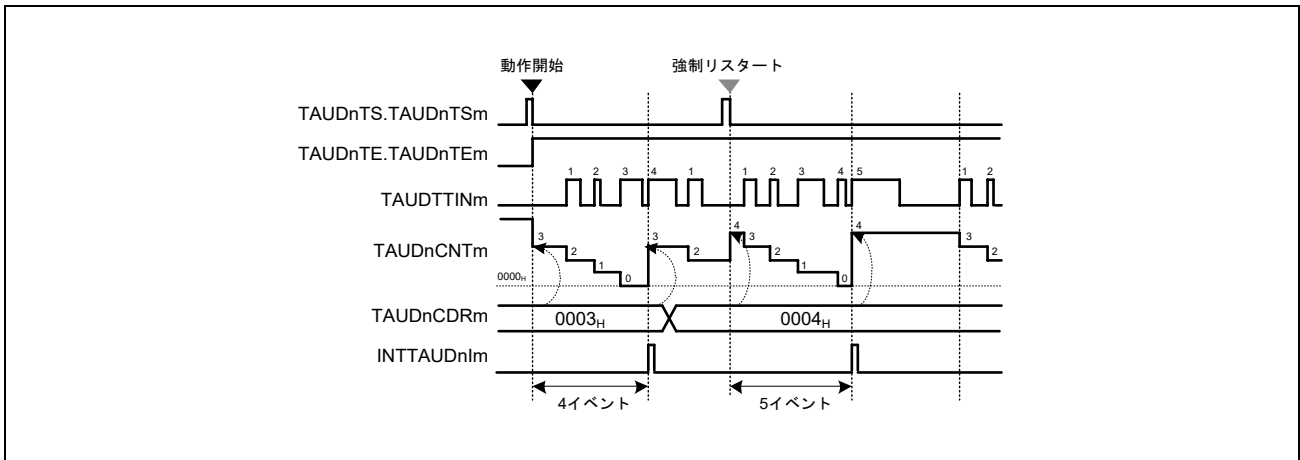 動作開始 強制リスタート
TAUDnTS.TAUDnTSm
TAUDnTE.TAUDnTEm
1 2 3 4 1 1 2 3 4 5 1 2
TAUDTTINm
3 2 1 0 3 2 4 3 2 1 0 4 3 2
TAUDnCNTm
0000H
TAUDnCDRm 0003H 0004H
INTTAUDnIm
4イベント 5イベント